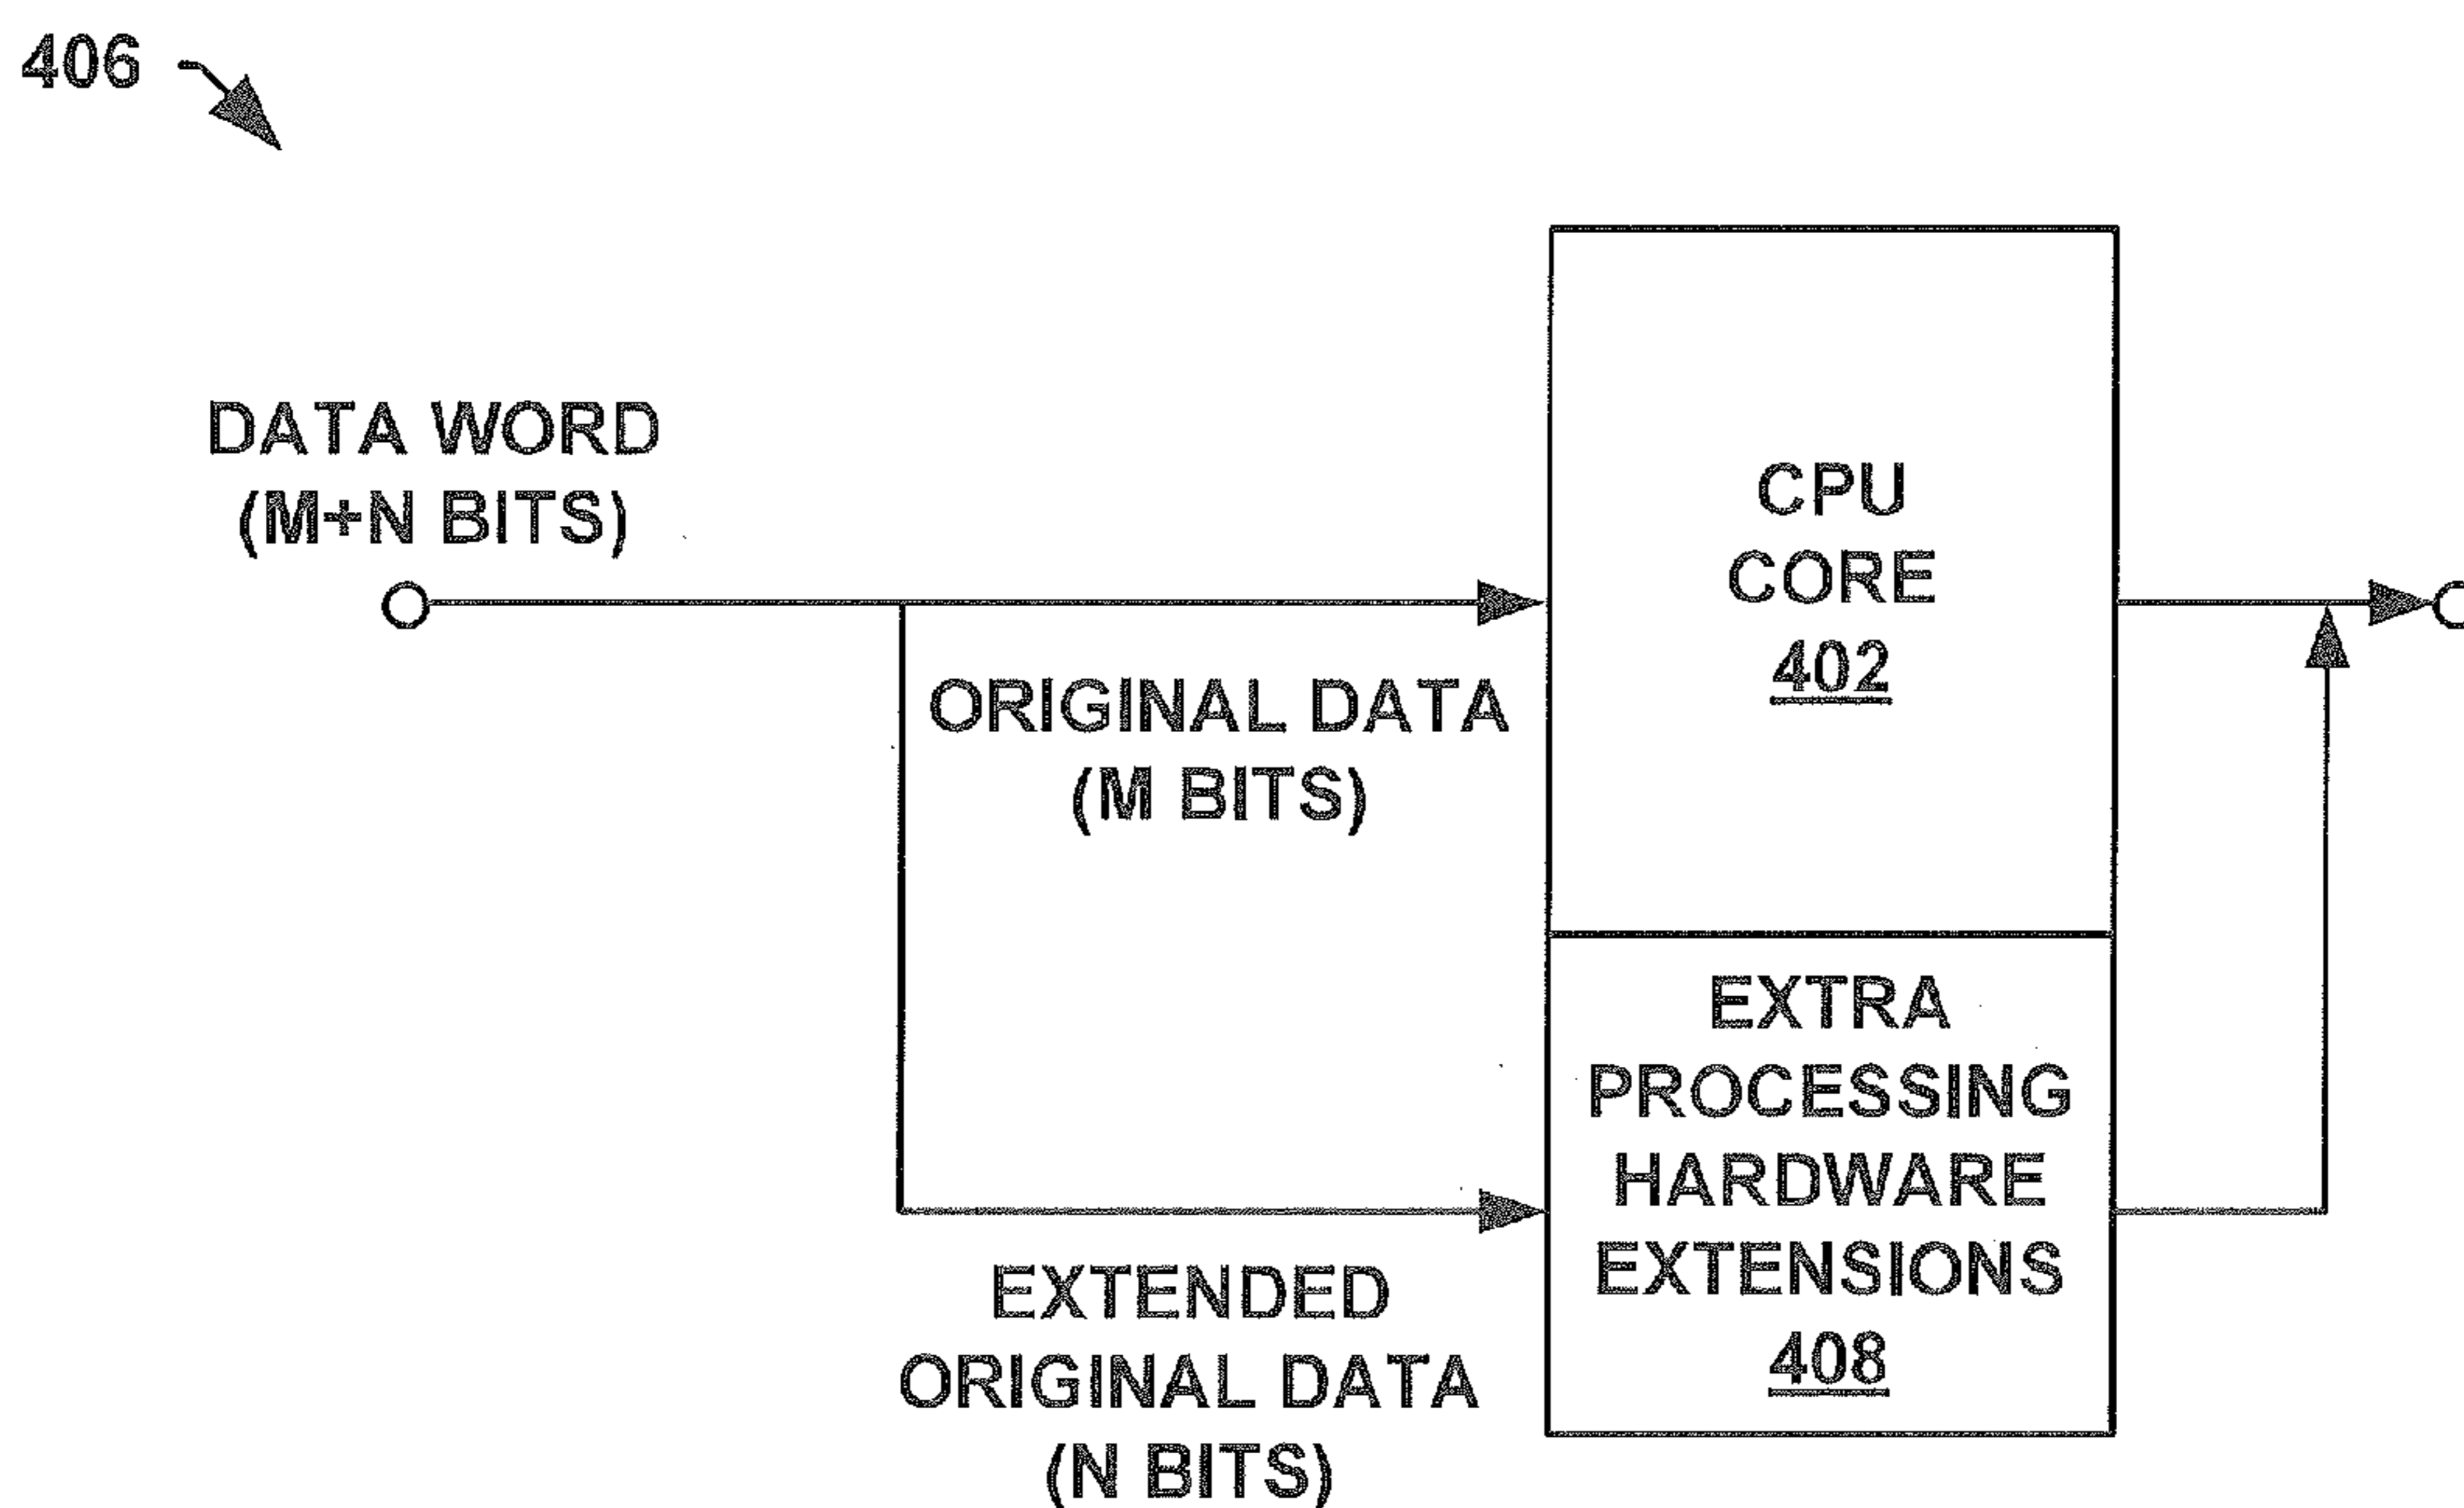 406
DATA WORD
(M+N BITS)
CPU
CORE
402
ORIGINAL DATA
(M BITS)
EXTRA
PROCESSING
HARDWARE
EXTENSIONS
408
EXTENDED
ORIGINAL DATA
(N BITS)